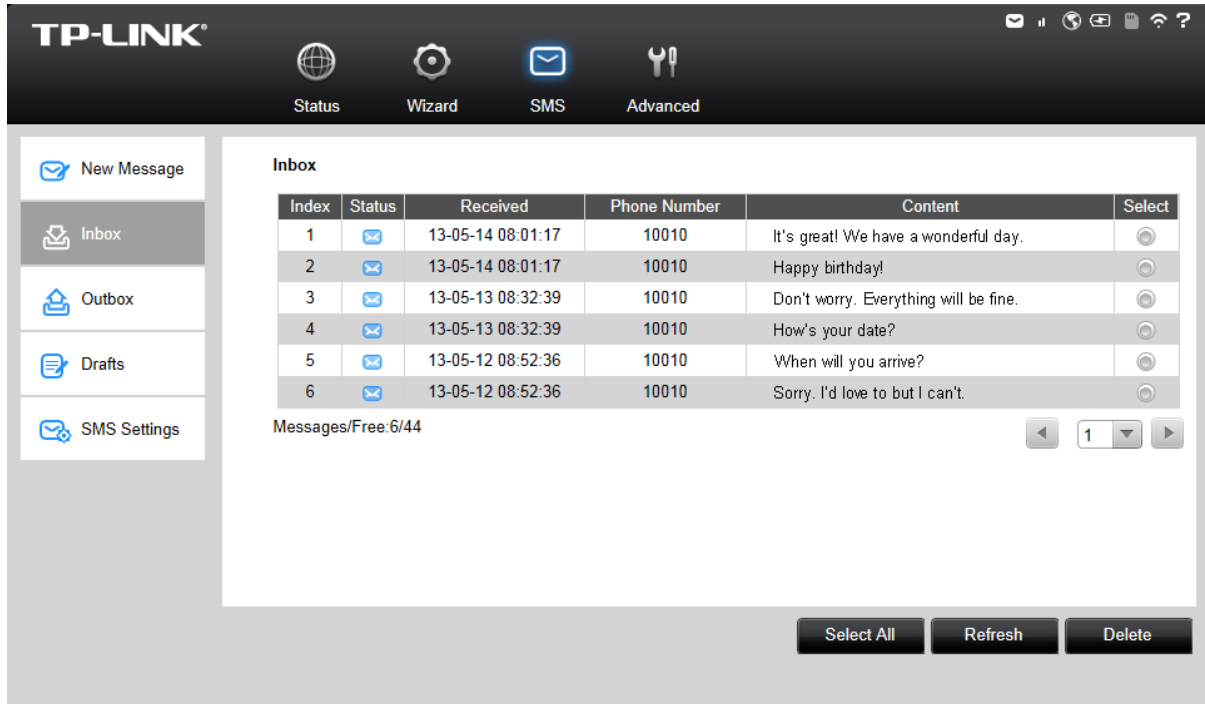 TP-LINK®
?
Status Wizard SMS Advanced
New Message
Inbox
Outbox
Drafts
SMS Settings
Inbox
Index Status Received Phone Number Content Select
1 13-05-14 08:01:17 10010 It's great! We have a wonderful day.
2 13-05-14 08:01:17 10010 Happy birthday!
3 13-05-13 08:32:39 10010 Don't worry. Everything will be fine.
4 13-05-13 08:32:39 10010 How's your date?
5 13-05-12 08:52:36 10010 When will you arrive?
6 13-05-12 08:52:36 10010 Sorry. I'd love to but I can't.
Messages/Free:6/44
1
Select All Refresh Delete